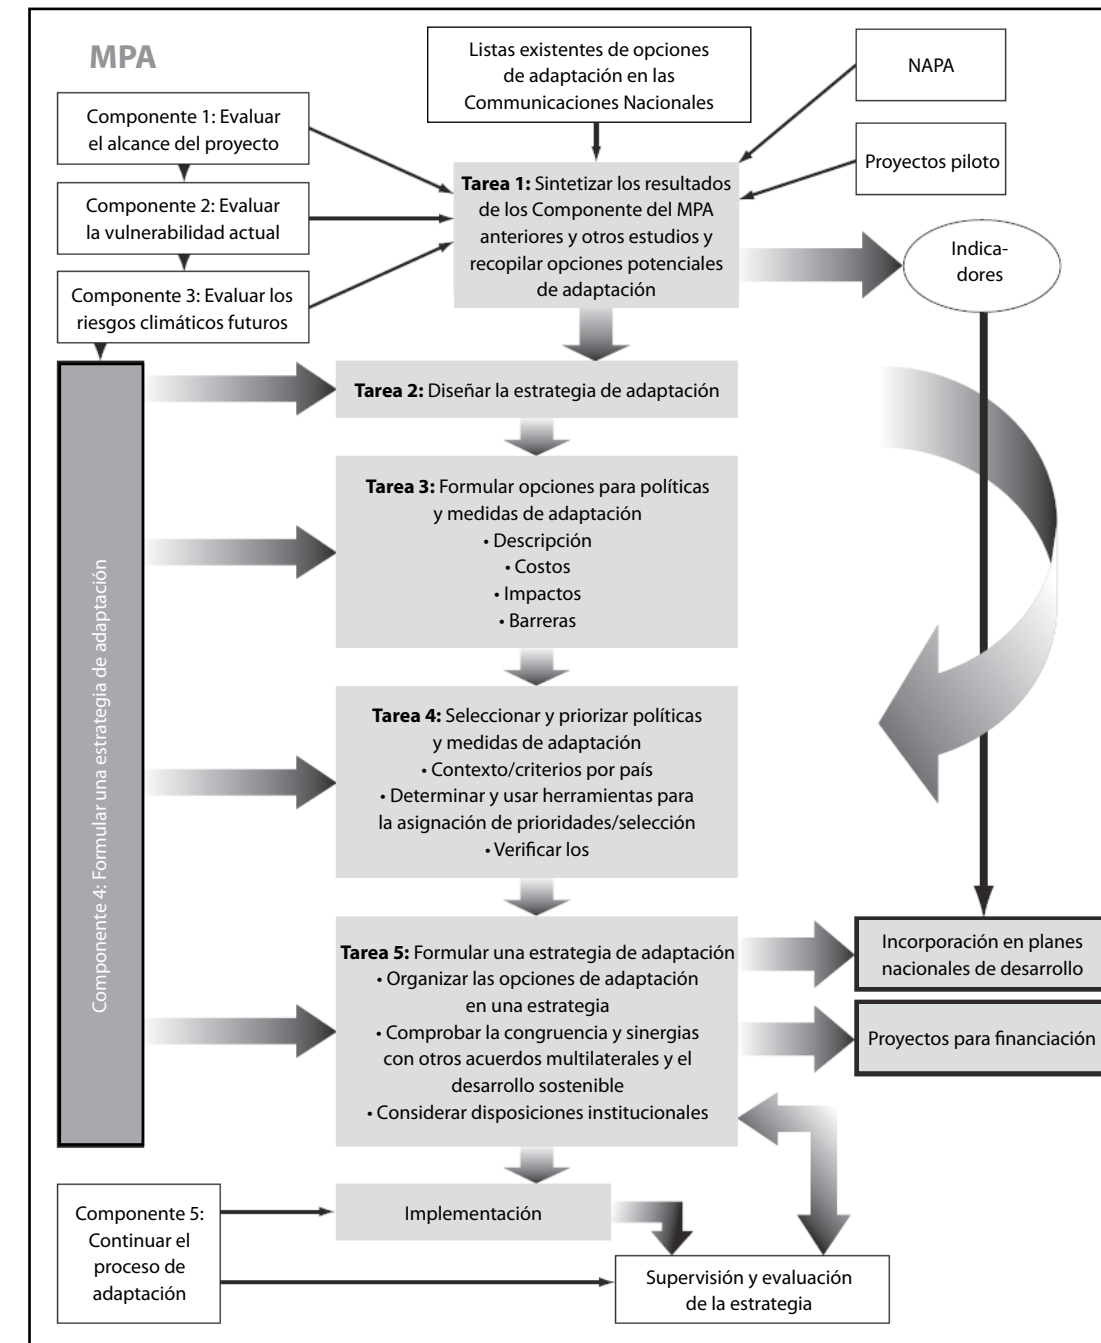 MPA
Listas existentes de opciones
de adaptación en las
Communicaciones Nacionales
NAPA
Proyectos piloto
Componente 1: Evaluar
el alcance del proyecto
Componente 2: Evaluar
la vulnerabilidad actual
Componente 3: Evaluar los
riesgos climáticos futuros
Tarea 1: Sintetizar los resultados
de los Componente del MPA
anteriores y otros estudios y
recopilar opciones potenciales
de adaptación
Indica-
dores
Componente 4: Formular una estrategia de adaptación
Tarea 2: Diseñar la estrategia de adaptación
Tarea 3: Formular opciones para políticas
y medidas de adaptación
• Descripción
• Costos
• Impactos
• Barreras
Tarea 4: Seleccionar y priorizar políticas
y medidas de adaptación
• Contexto/criterios por país
• Determinar y usar herramientas para
la asignación de prioridades/selección
• Verificar los
Tarea 5: Formular una estrategia de adaptación
• Organizar las opciones de adaptación
en una estrategia
• Comprobar la congruencia y sinergias
con otros acuerdos multilaterales y el
desarrollo sostenible
• Considerar disposiciones institucionales
Incorporación en planes
nacionales de desarrollo
Proyectos para financiación
Componente 5:
Continuar el
proceso de
adaptación
Implementación
Supervisión y evaluación
de la estrategia